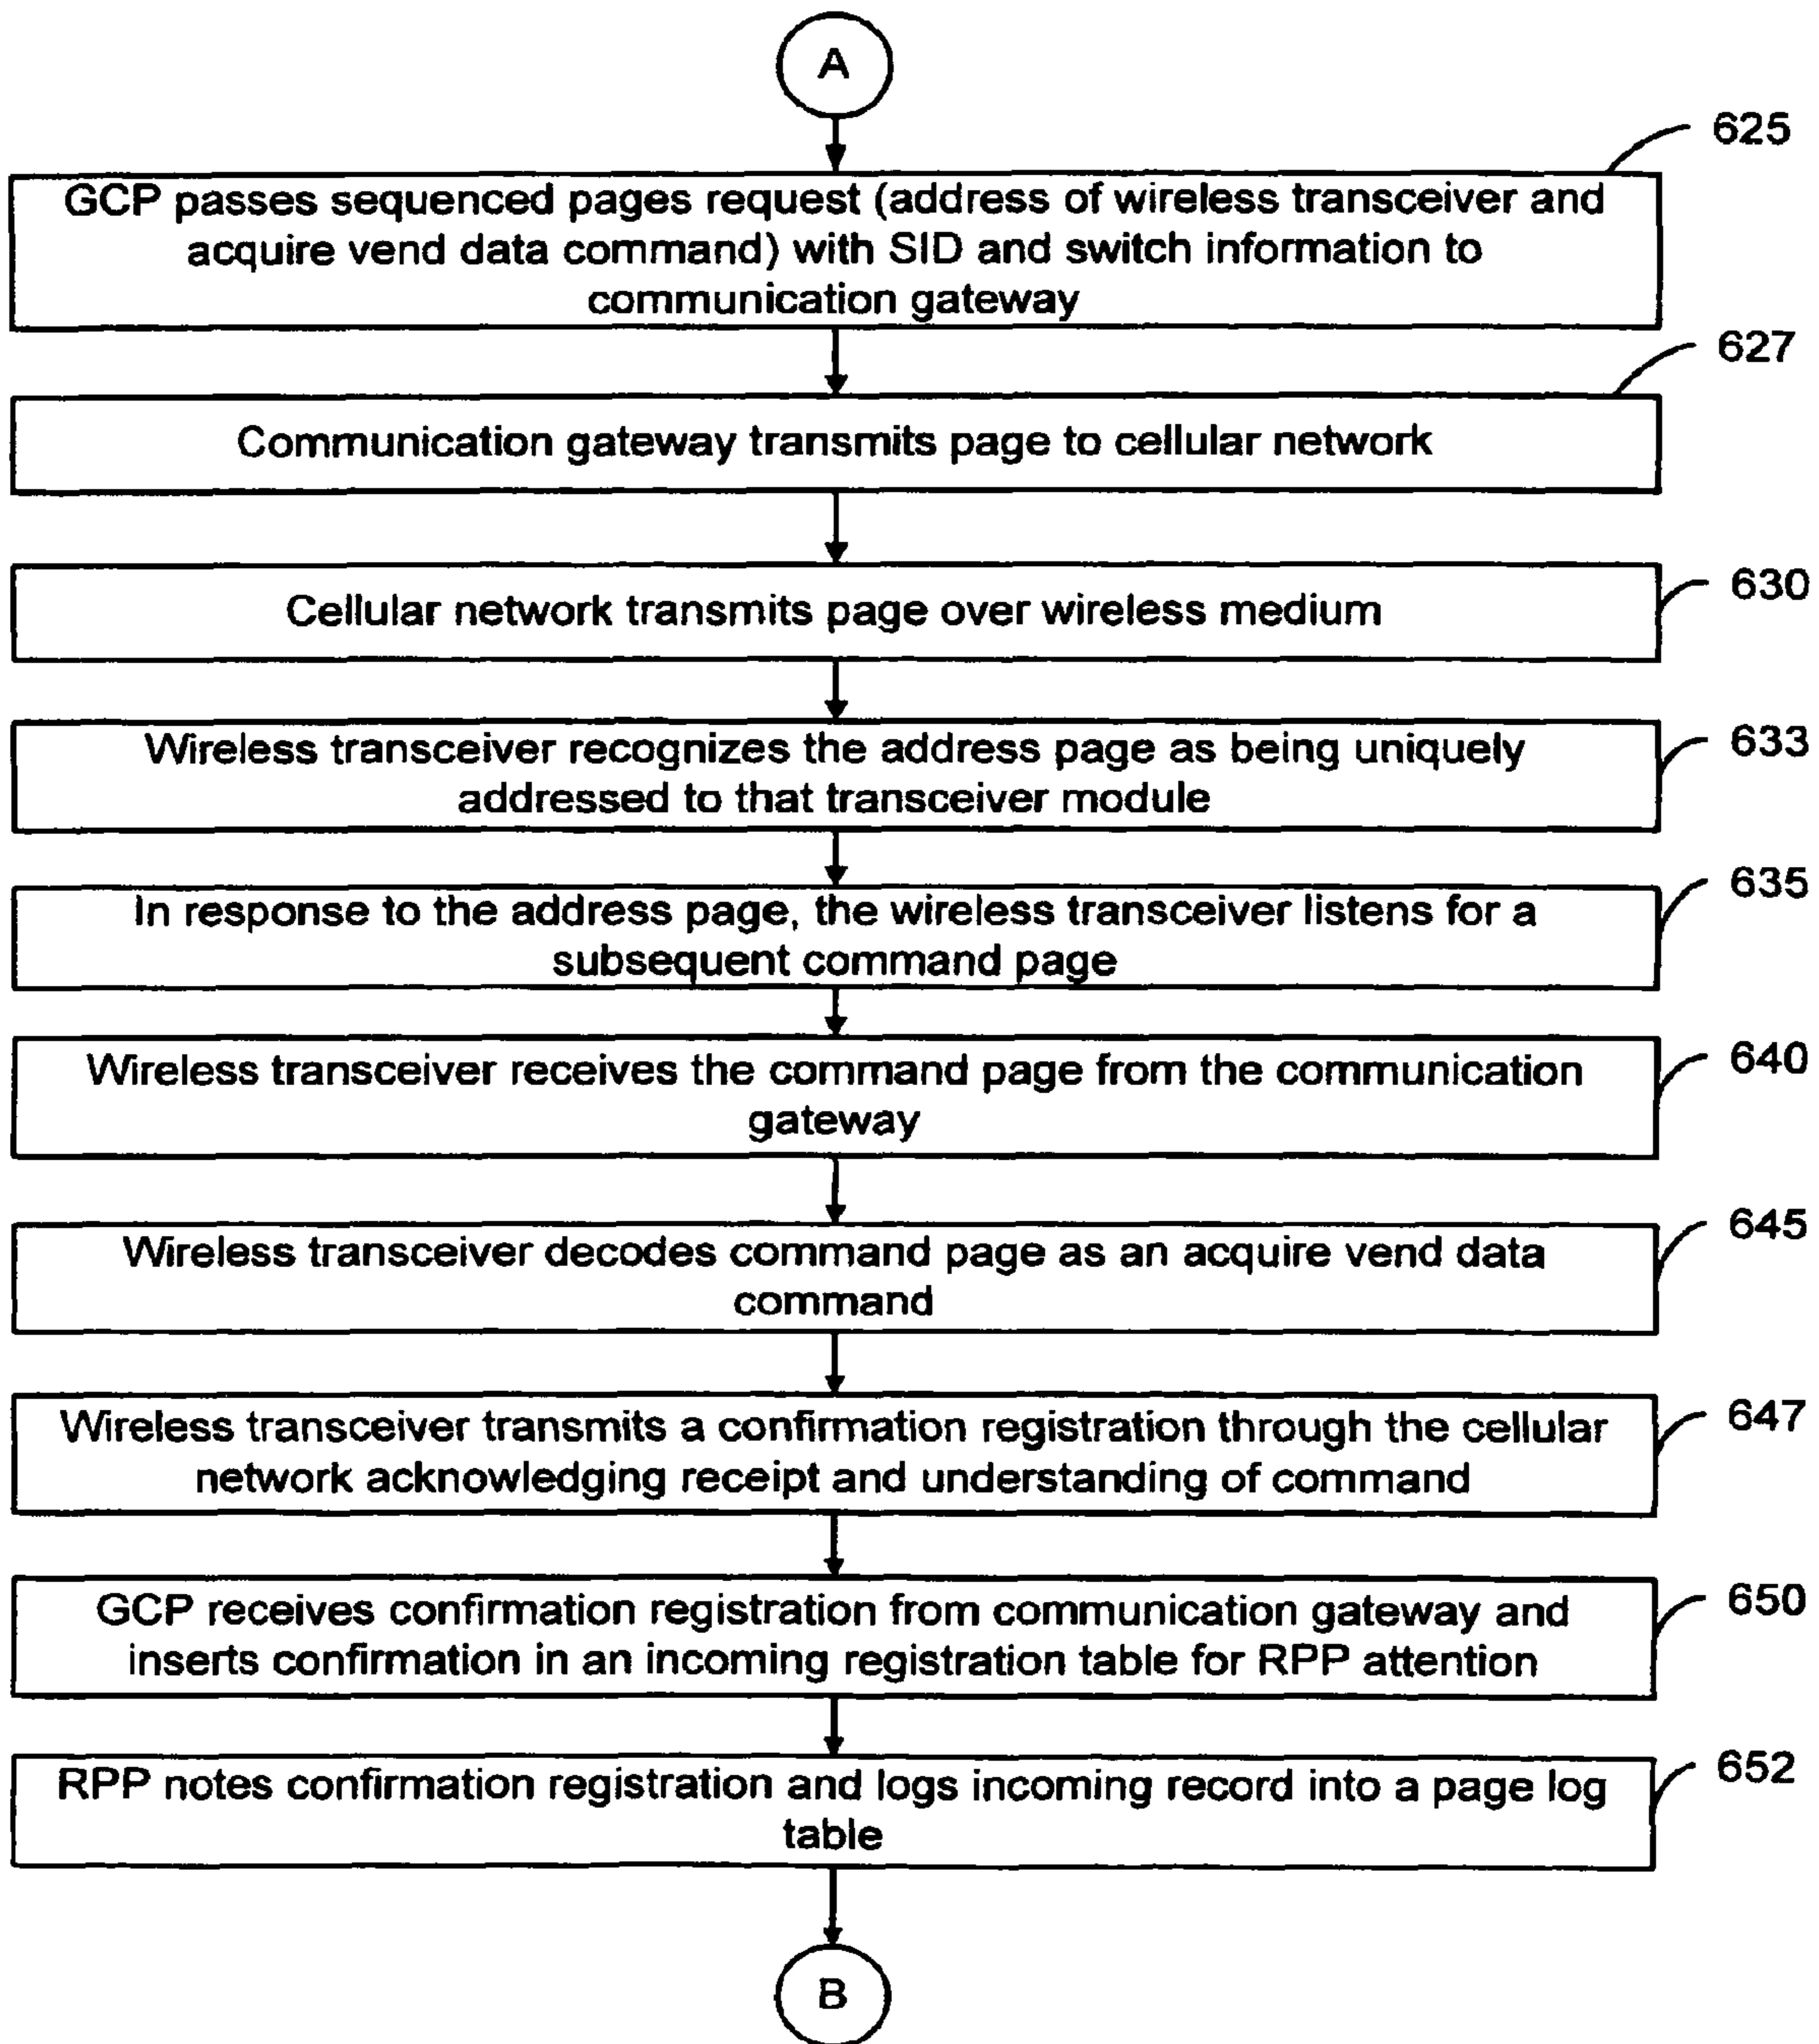 A
625
GCP passes sequenced pages request (address of wireless transceiver and
acquire vend data command) with SID and switch information to
communication gateway
627
Communication gateway transmits page to cellular network
630
Cellular network transmits page over wireless medium
633
Wireless transceiver recognizes the address page as being uniquely
addressed to that transceiver module
635
In response to the address page, the wireless transceiver listens for a
subsequent command page
640
Wireless transceiver receives the command page from the communication
gateway
645
Wireless transceiver decodes command page as an acquire vend data
command
647
Wireless transceiver transmits a confirmation registration through the cellular
network acknowledging receipt and understanding of command
650
GCP receives confirmation registration from communication gateway and
inserts confirmation in an incoming registration table for RPP attention
652
RPP notes confirmation registration and logs incoming record into a page log
table
B